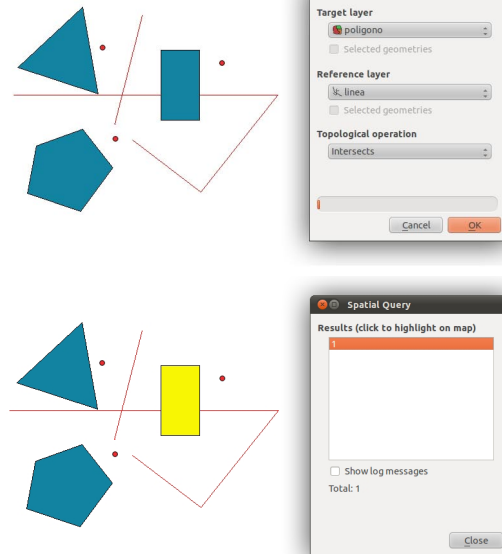 Target layer
poligono
Selected geometries
Reference layer
linea
Selected geometries
Topological operation
Intersects
Cancel
OK
Spatial Query
Results (click to highlight on map)
1
Show log messages
Total: 1
Close